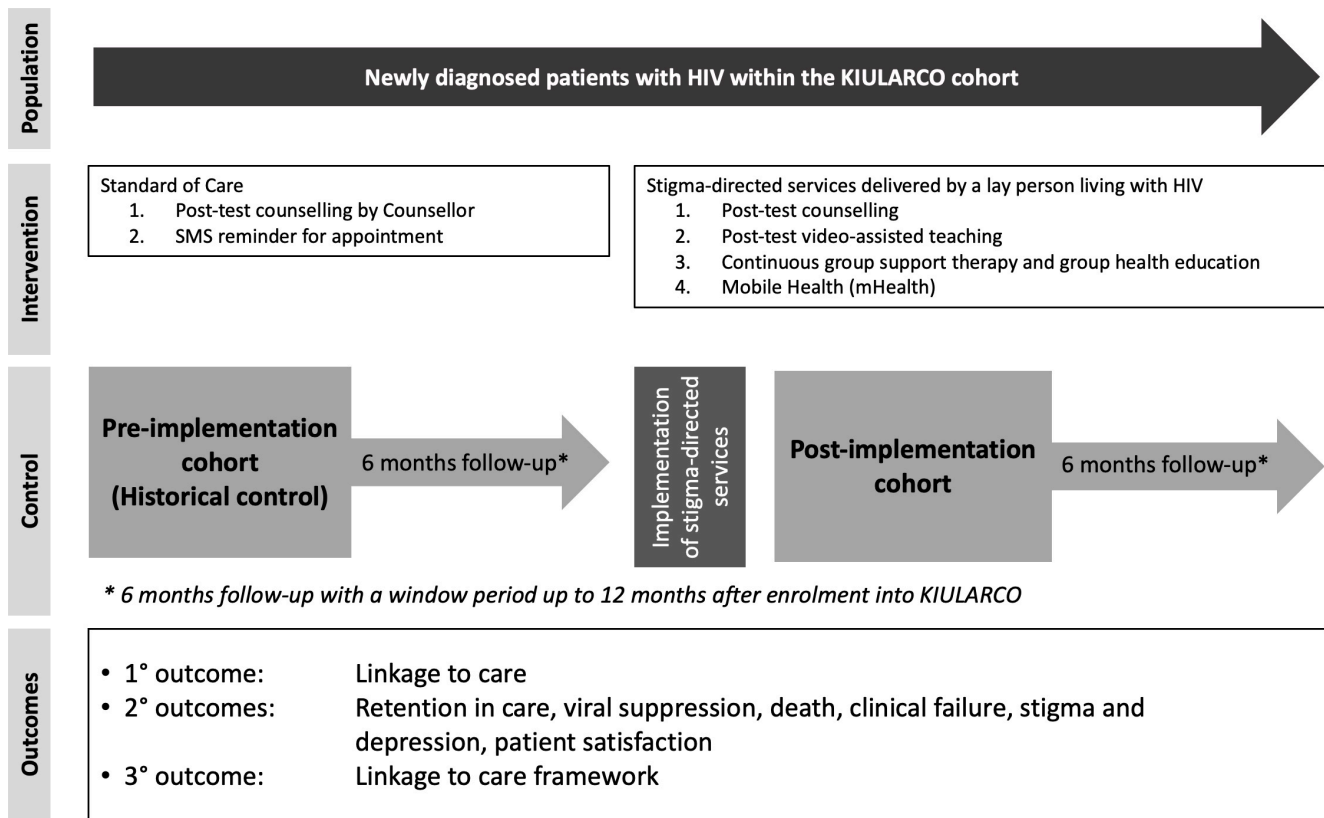 Population
Newly diagnosed patients with HIV within the KIULARCO cohort
Intervention
Standard of Care
1. Post-test counselling by Counsellor
2. SMS reminder for appointment
Stigma-directed services delivered by a lay person living with HIV
1. Post-test counselling
2. Post-test video-assisted teaching
3. Continuous group support therapy and group health education
4. Mobile Health (mHealth)
Control
Pre-implementation
cohort
(Historical control)
6 months follow-up*
Implementation
of stigma-directed
services
Post-implementation
cohort
6 months follow-up*
* 6 months follow-up with a window period up to 12 months after enrolment into KIULARCO
Outcomes
• 1° outcome: Linkage to care
• 2° outcomes: Retention in care, viral suppression, death, clinical failure, stigma and
depression, patient satisfaction
• 3° outcome: Linkage to care framework